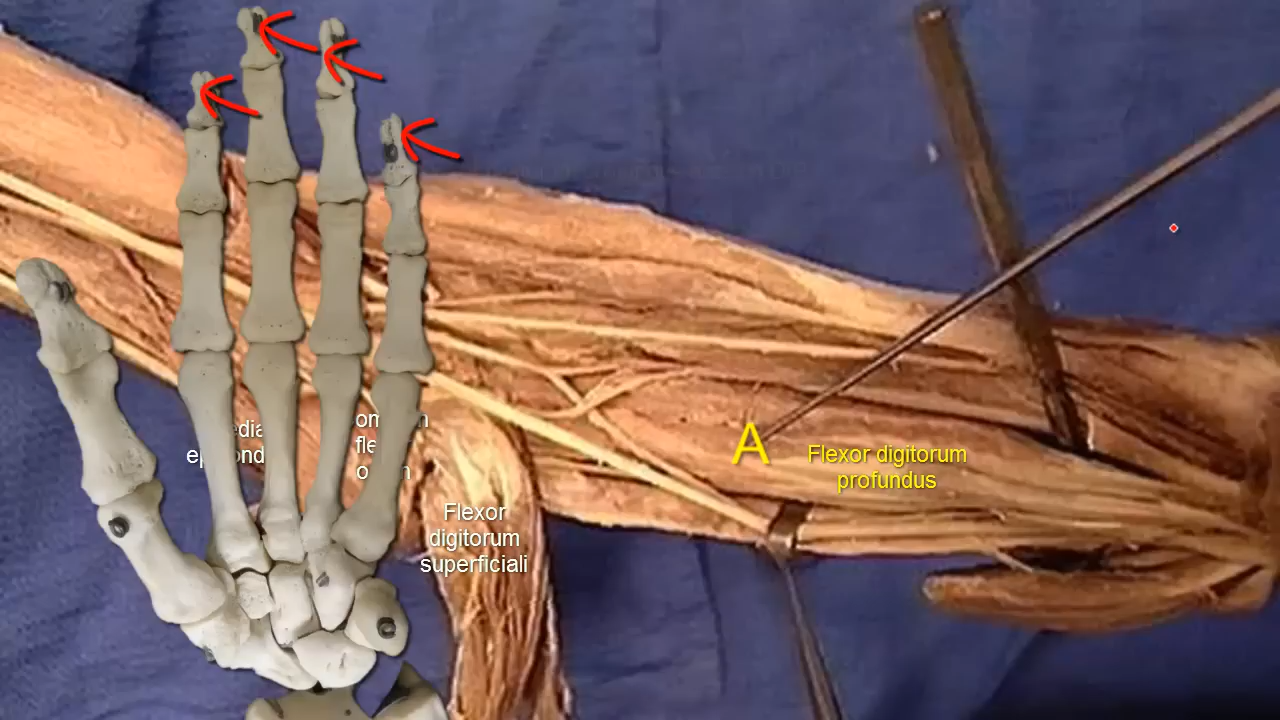 A
Flexor digitorum
profundus
Flexor
digitorum
superficiali